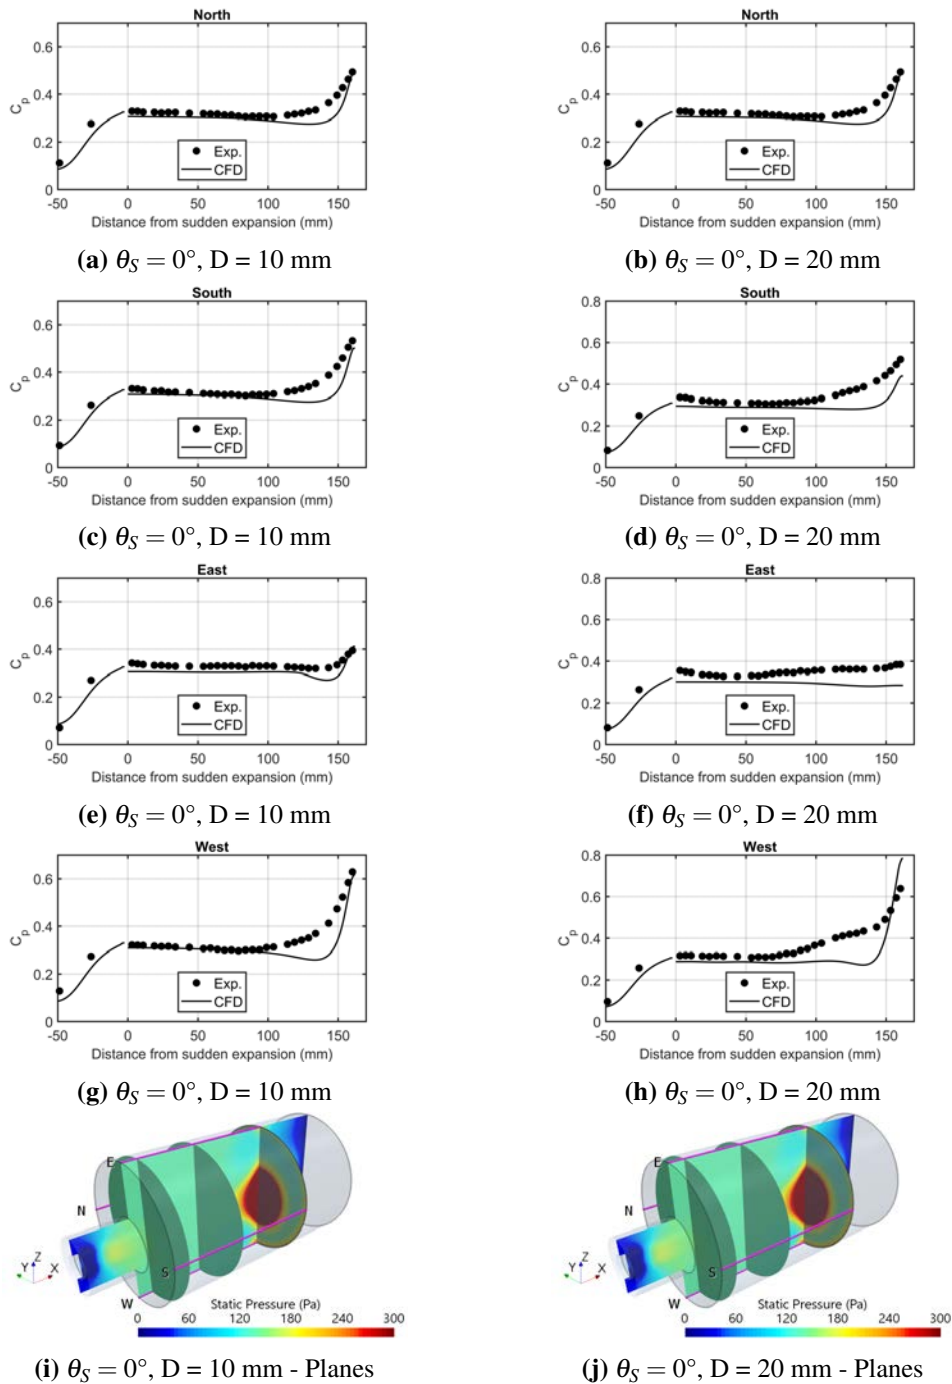 North
North
0.6
0.4
0.2
0
C_p
Exp.
CFD
-50 0 50 100 150
Distance from sudden expansion (mm)
0.6
0.4
0.2
0
C_p
Exp.
CFD
-50 0 50 100 150
Distance from sudden expansion (mm)
(a) θ_S = 0°, D = 10 mm
(b) θ_S = 0°, D = 20 mm
South
South
0.6
0.4
0.2
0
C_p
Exp.
CFD
-50 0 50 100 150
Distance from sudden expansion (mm)
0.8
0.6
0.4
0.2
0
C_p
Exp.
CFD
-50 0 50 100 150
Distance from sudden expansion (mm)
(c) θ_S = 0°, D = 10 mm
(d) θ_S = 0°, D = 20 mm
East
East
0.6
0.4
0.2
0
C_p
Exp.
CFD
-50 0 50 100 150
Distance from sudden expansion (mm)
0.8
0.6
0.4
0.2
0
C_p
Exp.
CFD
-50 0 50 100 150
Distance from sudden expansion (mm)
(e) θ_S = 0°, D = 10 mm
(f) θ_S = 0°, D = 20 mm
West
West
0.6
0.4
0.2
0
C_p
Exp.
CFD
-50 0 50 100 150
Distance from sudden expansion (mm)
0.8
0.6
0.4
0.2
0
C_p
Exp.
CFD
-50 0 50 100 150
Distance from sudden expansion (mm)
(g) θ_S = 0°, D = 10 mm
(h) θ_S = 0°, D = 20 mm
E
N
S
W
Y Z X
Static Pressure (Pa)
0 60 120 180 240 300
E
N
S
W
Y Z X
Static Pressure (Pa)
0 60 120 180 240 300
(i) θ_S = 0°, D = 10 mm - Planes
(j) θ_S = 0°, D = 20 mm - Planes